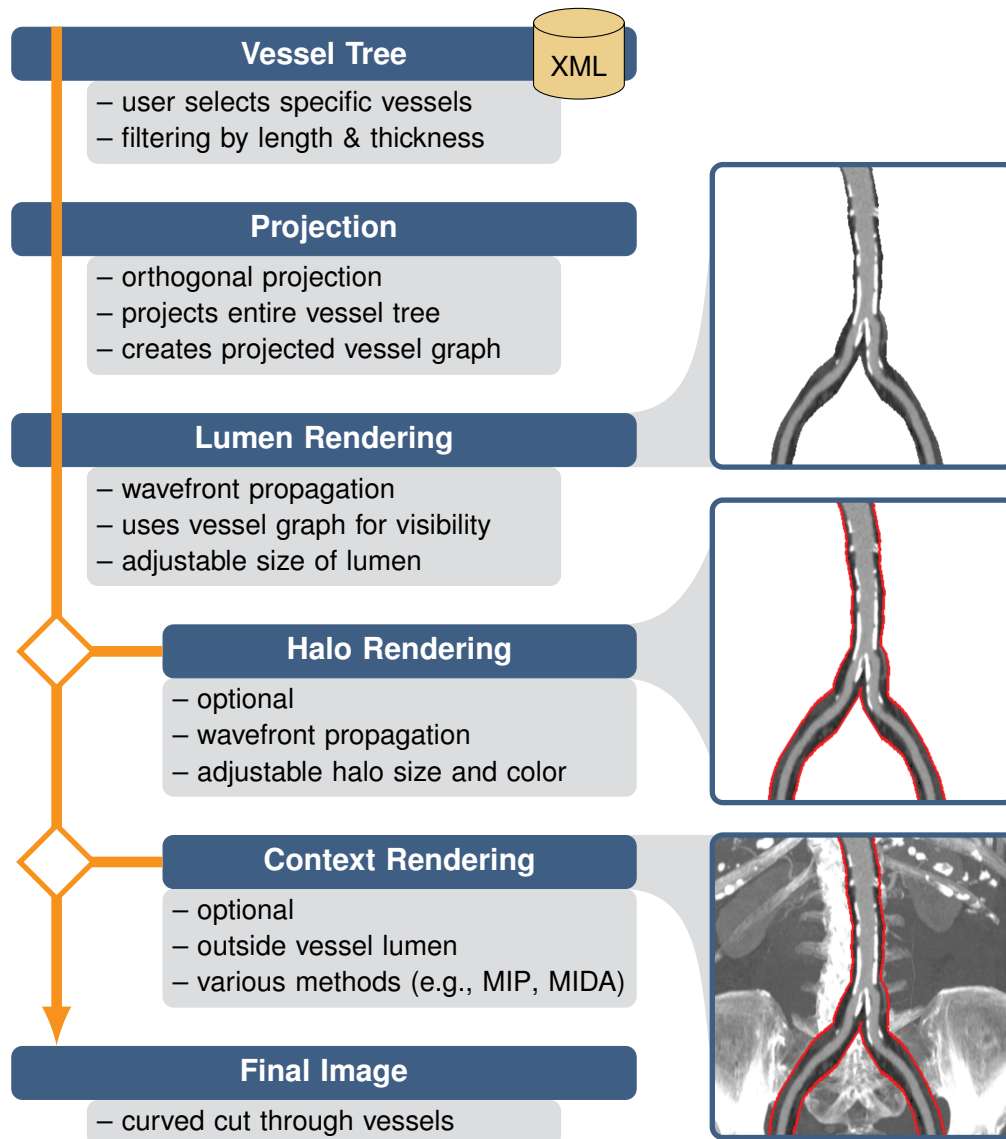 Vessel Tree
XML
– user selects specific vessels
– filtering by length & thickness
Projection
– orthogonal projection
– projects entire vessel tree
– creates projected vessel graph
Lumen Rendering
– wavefront propagation
– uses vessel graph for visibility
– adjustable size of lumen
Halo Rendering
– optional
– wavefront propagation
– adjustable halo size and color
Context Rendering
– optional
– outside vessel lumen
– various methods (e.g., MIP, MIDA)
Final Image
– curved cut through vessels